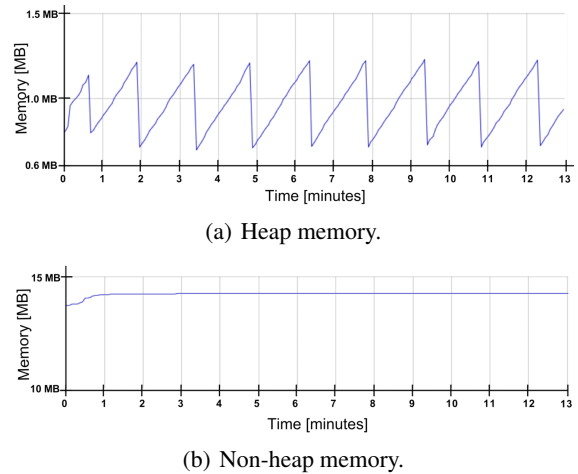 1.5 MB
1.0 MB
0.6 MB
Memory [MB]
0 1 2 3 4 5 6 7 8 9 10 11 12 13
Time [minutes]
(a) Heap memory.
15 MB
10 MB
Memory [MB]
0 1 2 3 4 5 6 7 8 9 10 11 12 13
Time [minutes]
(b) Non-heap memory.